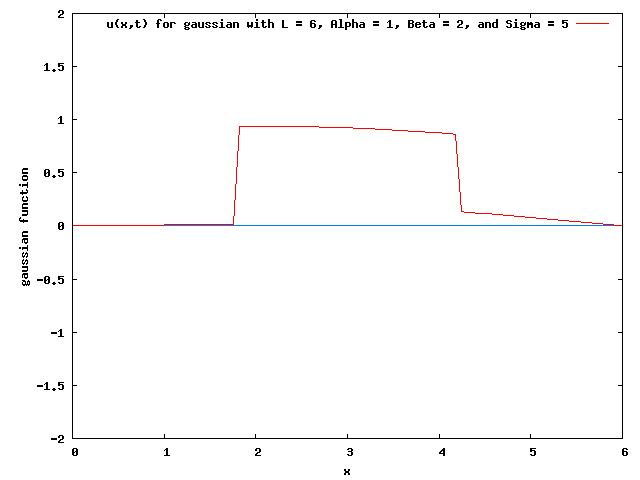 u(x,t) for gaussian with L = 6, Alpha = 1, Beta = 2, and Sigma = 5
2
1.5
1
0.5
0
-0.5
-1
-1.5
-2
gaussian function
0 1 2 3 4 5 6
x